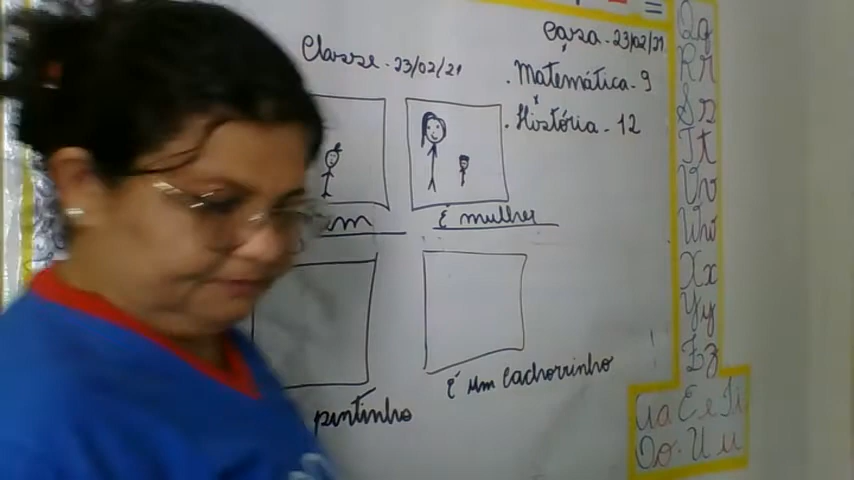 =
Classe - 23/02/21
Casa - 23/02/21
. Matemática - 9
. História - 12
É mulher
pintinho
É um cachorrinho
Qq
Rr
Ss
Tt
Vv
Ww
Xx
Yy
Zz
Aa Ee Ii
Oo. Uu